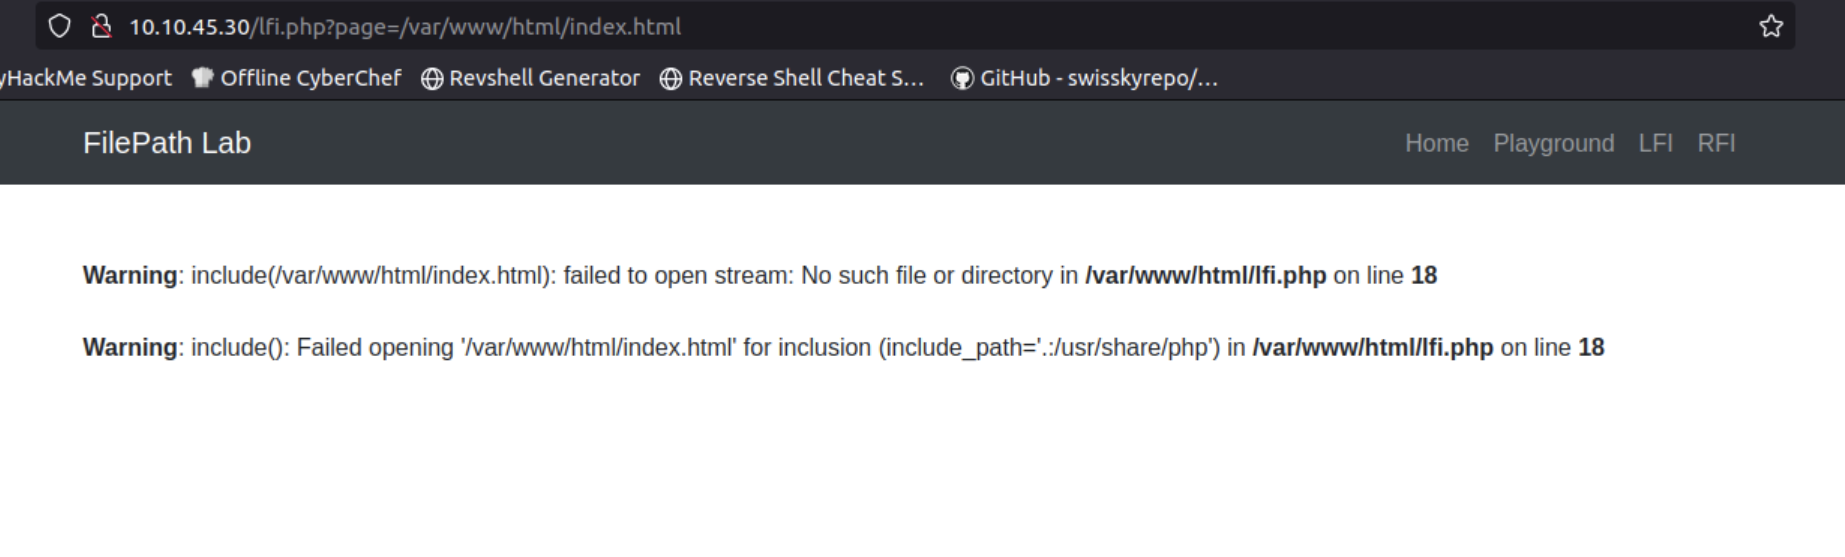 10.10.45.30/lfi.php?page=/var/www/html/index.html
yHackMe Support Offline CyberChef Revshell Generator Reverse Shell Cheat S... GitHub - swisskyrepo/...
FilePath Lab Home Playground LFI RFI
Warning: include(/var/www/html/index.html): failed to open stream: No such file or directory in /var/www/html/lfi.php on line 18
Warning: include(): Failed opening '/var/www/html/index.html' for inclusion (include_path='.:/usr/share/php') in /var/www/html/lfi.php on line 18